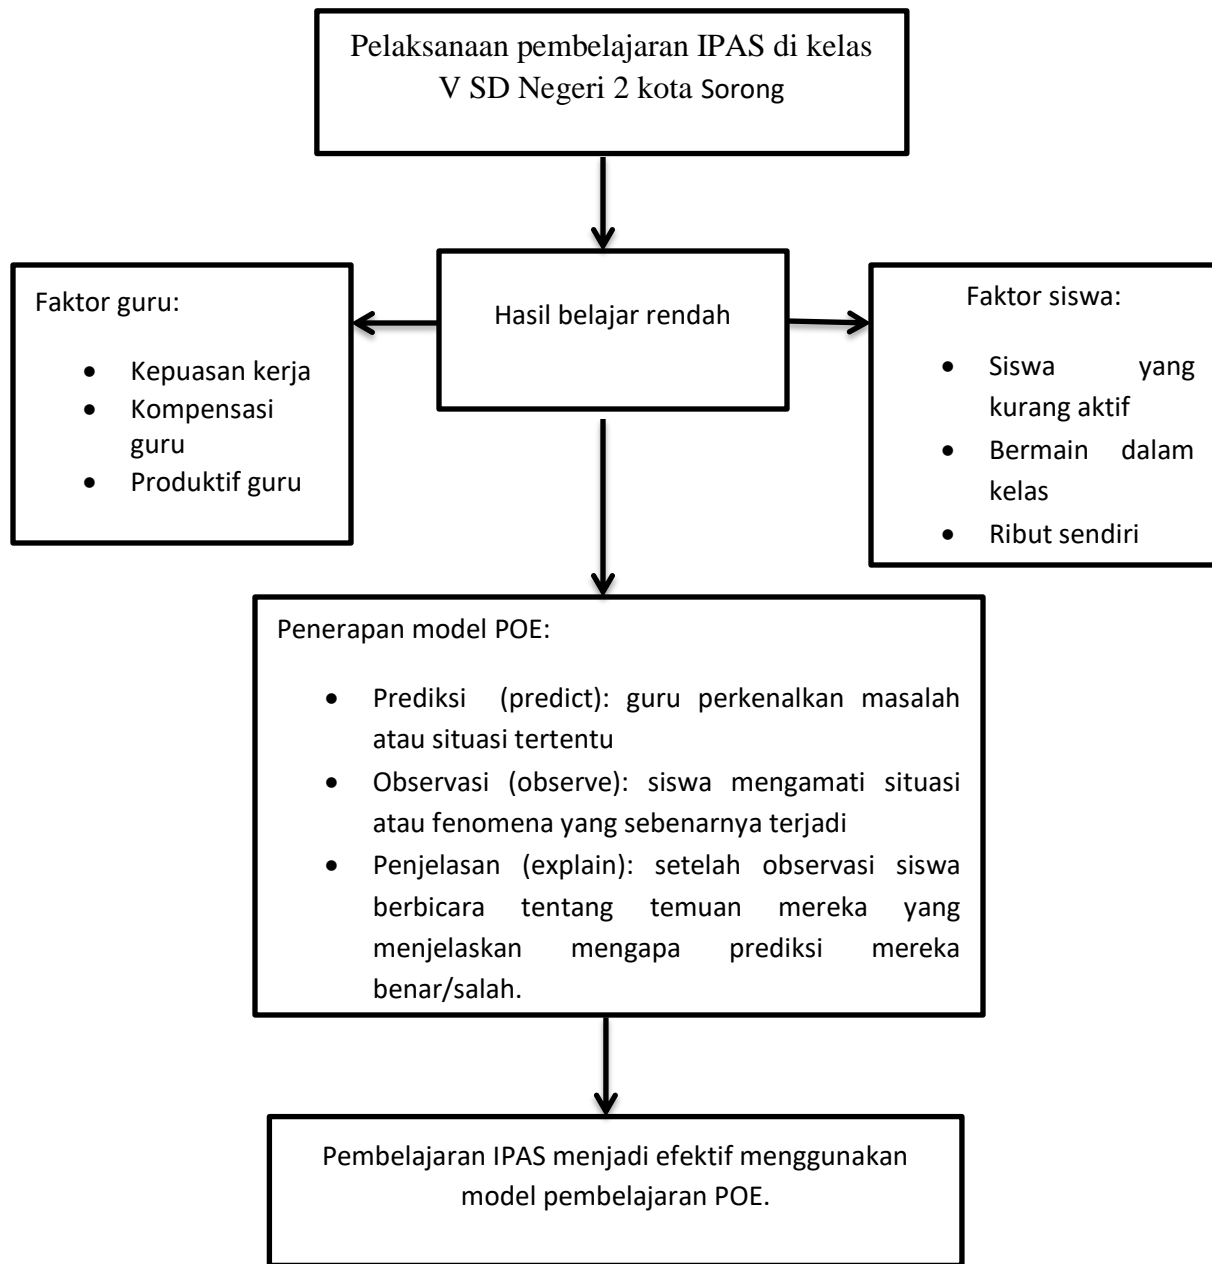 Pelaksanaan pembelajaran IPAS di kelas
V SD Negeri 2 kota Sorong
Faktor guru:
• Kepuasan kerja
• Kompensasi
guru
• Produktif guru
Hasil belajar rendah
Faktor siswa:
• Siswa yang
kurang aktif
• Bermain dalam
kelas
• Ribut sendiri
Penerapan model POE:
• Prediksi (predict): guru perkenalkan masalah
atau situasi tertentu
• Observasi (observe): siswa mengamati situasi
atau fenomena yang sebenarnya terjadi
• Penjelasan (explain): setelah observasi siswa
berbicara tentang temuan mereka yang
menjelaskan mengapa prediksi mereka
benar/salah.
Pembelajaran IPAS menjadi efektif menggunakan
model pembelajaran POE.